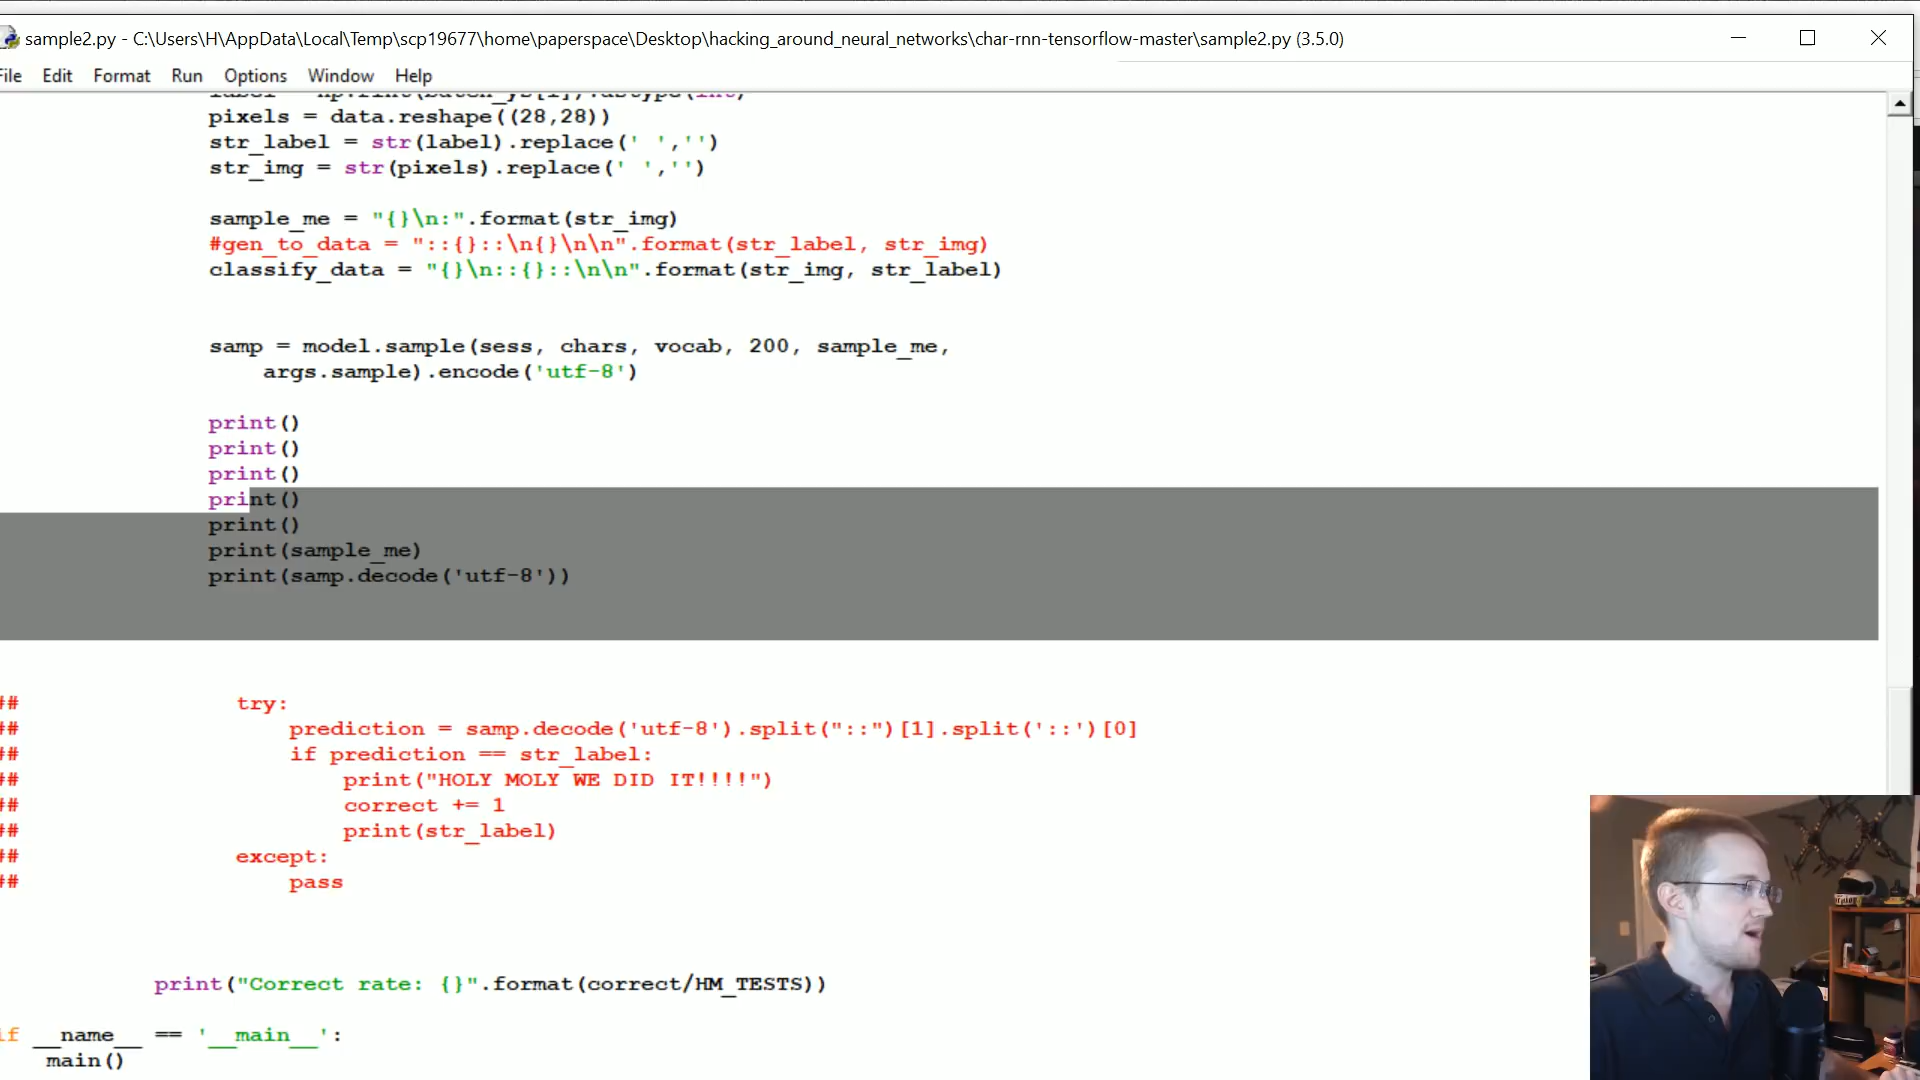 sample2.py - C:\Users\H\AppData\Local\Temp\scp19677\home\paperspace\Desktop\hacking_around_neural_networks\char-rnn-tensorflow-master\sample2.py (3.5.0)
File Edit Format Run Options Window Help
pixels = data.reshape((28,28))
str_label = str(label).replace(' ','')
str_img = str(pixels).replace(' ','')
sample_me = "{}\n:".format(str_img)
#gen_to_data = "::{}::\n{}\n\n".format(str_label, str_img)
classify_data = "{}\n::{}::\n\n".format(str_img, str_label)
samp = model.sample(sess, chars, vocab, 200, sample_me,
args.sample).encode('utf-8')
print()
print()
print()
print()
print()
print(sample_me)
print(samp.decode('utf-8'))
## try:
## prediction = samp.decode('utf-8').split("::")[1].split('::')[0]
## if prediction == str_label:
## print("HOLY MOLY WE DID IT!!!!")
## correct += 1
## print(str_label)
## except:
## pass
print("Correct rate: {}".format(correct/HM_TESTS))
if __name__ == '__main__':
main()